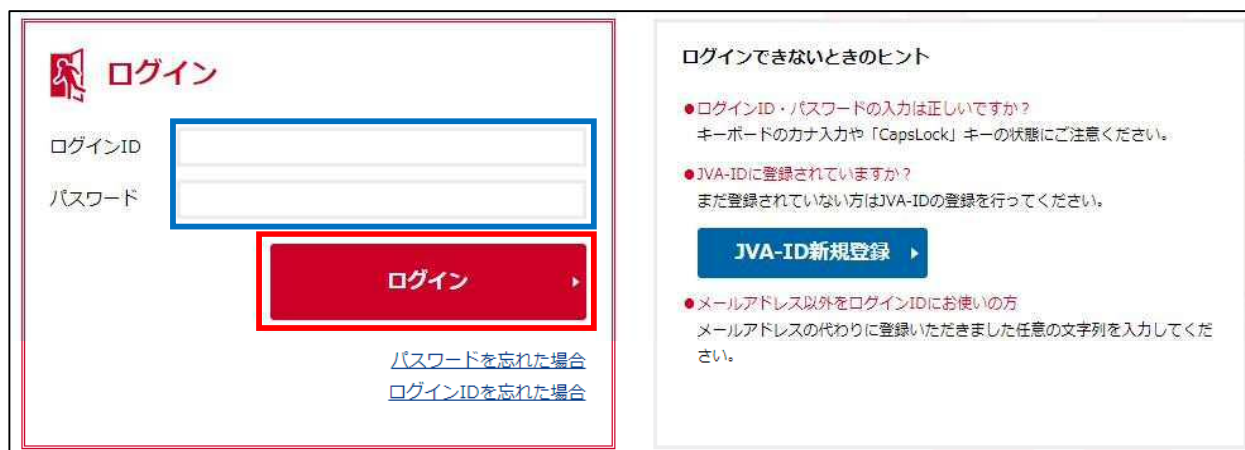 ログイン
ログインID
パスワード
ログイン
パスワードを忘れた場合
ログインIDを忘れた場合
ログインできないときのヒント
●ログインID・パスワードの入力は正しいですか？
キーボードのカナ入力や「CapsLock」キーの状態にご注意ください。
●JVA-IDに登録されていますか？
まだ登録されていない方はJVA-IDの登録を行ってください。
JVA-ID新規登録
●メールアドレス以外をログインIDにお使いの方
メールアドレスの代わりに登録いただきました任意の文字列を入力してくだ
さい。